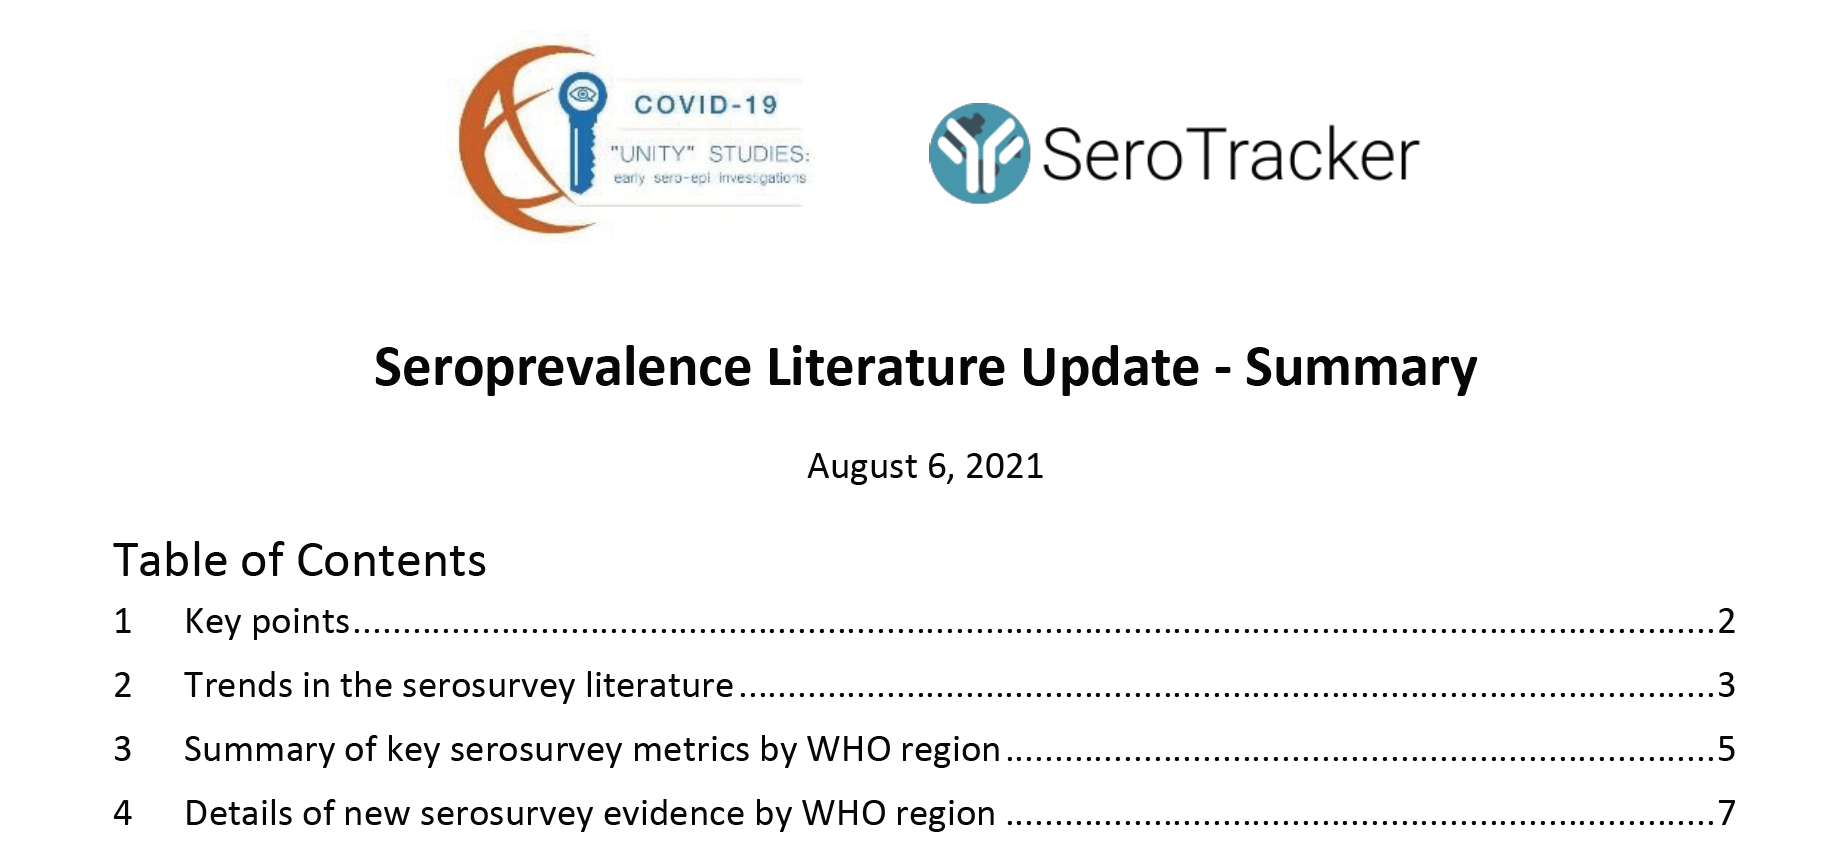 COVID-19
"UNITY" STUDIES:
early sero-epi investigations
SeroTracker
Seroprevalence Literature Update - Summary
August 6, 2021
Table of Contents
1 Key points 2
2 Trends in the serosurvey literature 3
3 Summary of key serosurvey metrics by WHO region 5
4 Details of new serosurvey evidence by WHO region 7